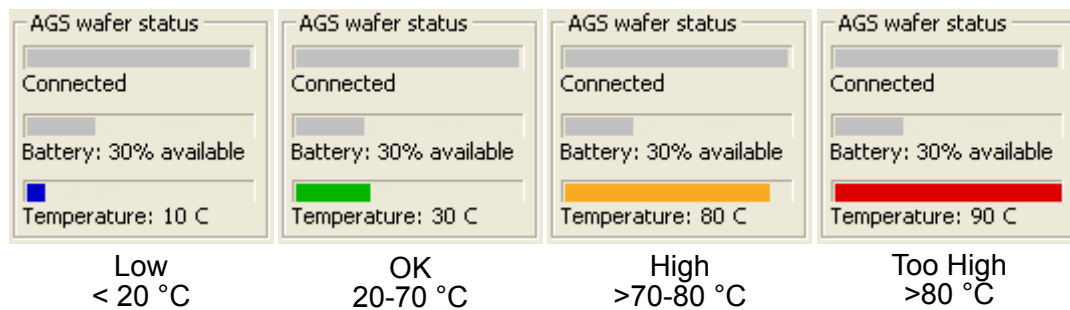 AGS wafer status
Connected
Battery: 30% available
Temperature: 10 C
Low
< 20 °C
AGS wafer status
Connected
Battery: 30% available
Temperature: 30 C
OK
20-70 °C
AGS wafer status
Connected
Battery: 30% available
Temperature: 80 C
High
>70-80 °C
AGS wafer status
Connected
Battery: 30% available
Temperature: 90 C
Too High
>80 °C